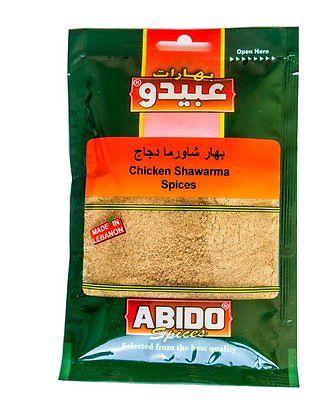 Open Here
بهارات
عبيدو®
بهار شاورما دجاج
Chicken Shawarma
Spices
MADE IN
LEBANON
ABIDO®
Spices
Selected from the best quality